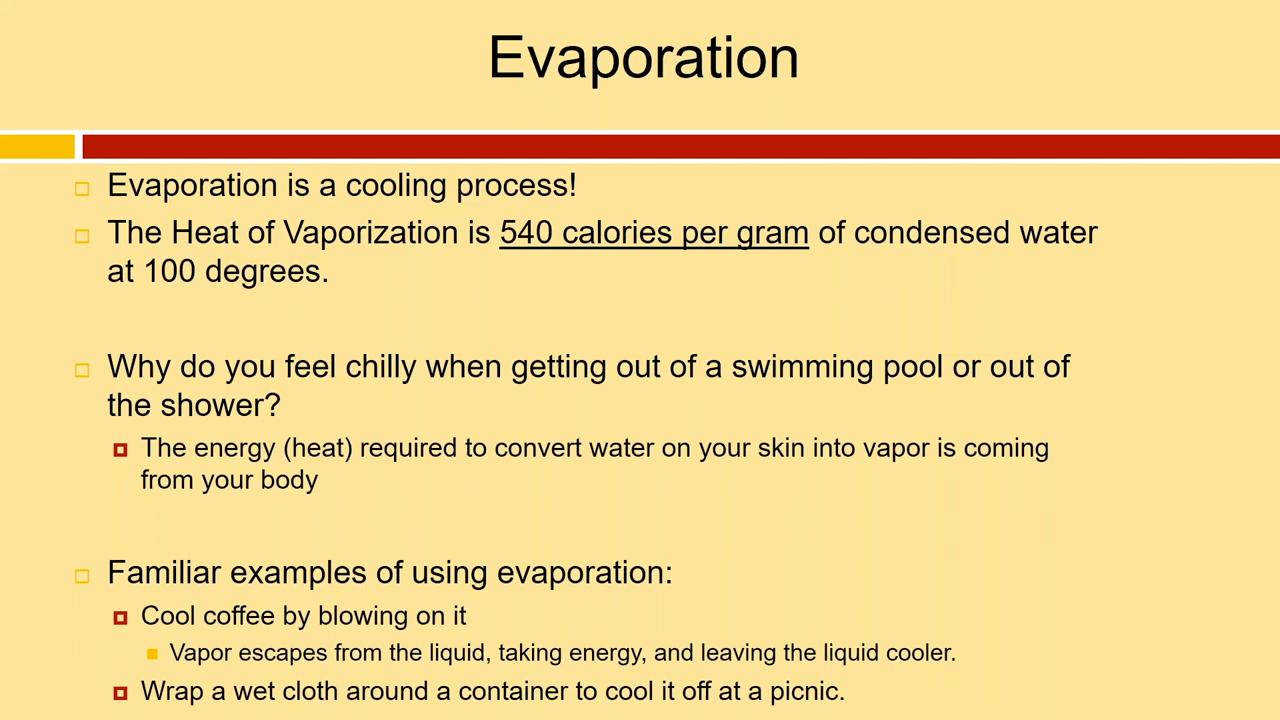 Evaporation
Evaporation is a cooling process!
The Heat of Vaporization is 540 calories per gram of condensed water
at 100 degrees.
Why do you feel chilly when getting out of a swimming pool or out of
the shower?
The energy (heat) required to convert water on your skin into vapor is coming
from your body
Familiar examples of using evaporation:
Cool coffee by blowing on it
Vapor escapes from the liquid, taking energy, and leaving the liquid cooler.
Wrap a wet cloth around a container to cool it off at a picnic.